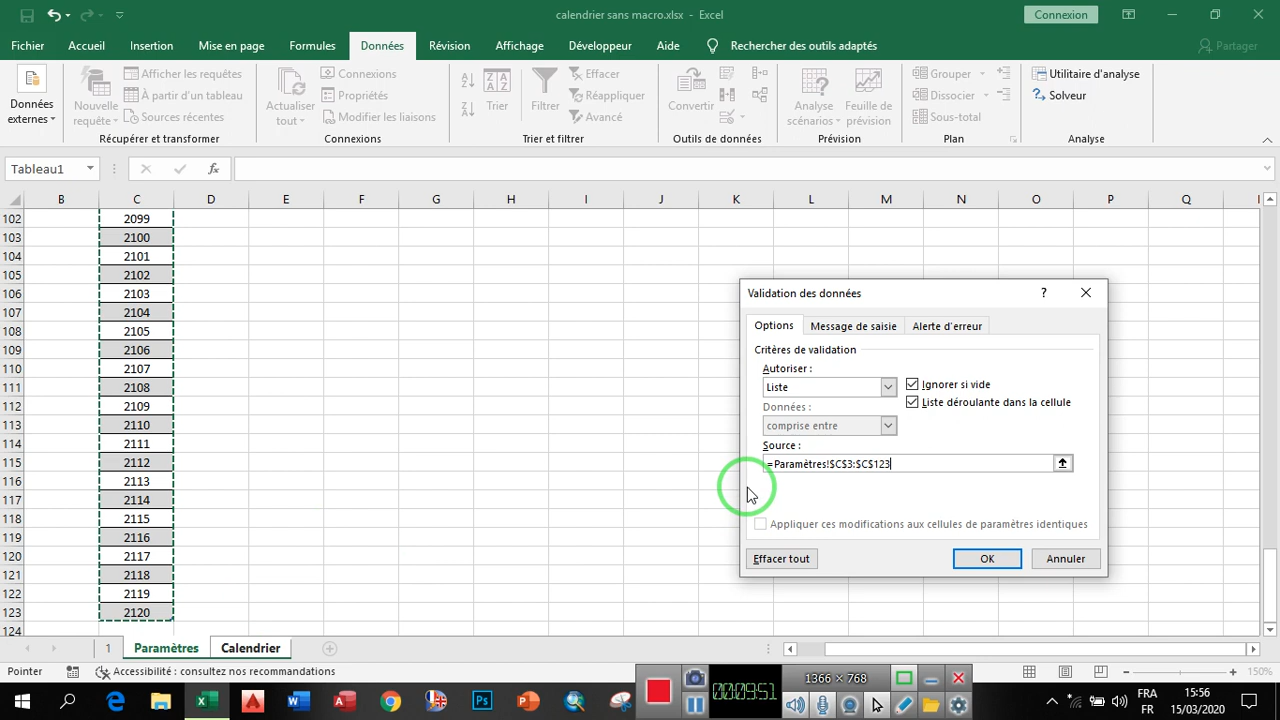 calendrier sans macro.xlsx - Excel
Connexion
Fichier Accueil Insertion Mise en page Formules Données Révision Affichage Développeur Aide Rechercher des outils adaptés Partager
Données externes
Nouvelle requête
Afficher les requêtes
À partir d'un tableau
Sources récentes
Récupérer et transformer
Actualiser tout
Connexions
Propriétés
Modifier les liaisons
Connexions
Trier
Filtrer
Effacer
Réappliquer
Avancé
Trier et filtrer
Convertir
Outils de données
Analyse scénarios
Feuille de prévision
Prévision
Grouper
Dissocier
Sous-total
Plan
Utilitaire d'analyse
Solveur
Analyse
Tableau1
fx
B C D E F G H I J K L M N O P Q
102 2099
103 2100
104 2101
105 2102
106 2103
107 2104
108 2105
109 2106
110 2107
111 2108
112 2109
113 2110
114 2111
115 2112
116 2113
117 2114
118 2115
119 2116
120 2117
121 2118
122 2119
123 2120
124
Validation des données
?
Options Message de saisie Alerte d'erreur
Critères de validation
Autoriser :
Liste
Ignorer si vide
Liste déroulante dans la cellule
Données :
comprise entre
Source :
=Paramètres!$C$3:$C$123
Appliquer ces modifications aux cellules de paramètres identiques
Effacer tout OK Annuler
1 Paramètres Calendrier
Pointer Accessibilité : consultez nos recommandations
150%
00:09:51
1366 × 768
FRA
FR
15:56
15/03/2020